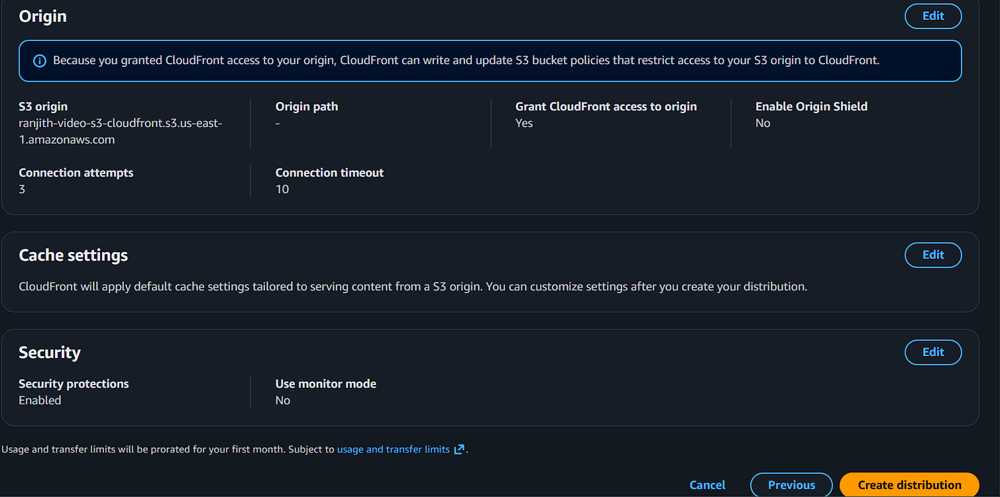 Origin
Edit
Because you granted CloudFront access to your origin, CloudFront can write and update S3 bucket policies that restrict access to your S3 origin to CloudFront.
S3 origin
ranjith-video-s3-cloudfront.s3.us-east-
1.amazonaws.com
Origin path
-
Grant CloudFront access to origin
Yes
Enable Origin Shield
No
Connection attempts
3
Connection timeout
10
Cache settings
Edit
CloudFront will apply default cache settings tailored to serving content from a S3 origin. You can customize settings after you create your distribution.
Security
Edit
Security protections
Enabled
Use monitor mode
No
Usage and transfer limits will be prorated for your first month. Subject to usage and transfer limits.
Cancel
Previous
Create distribution